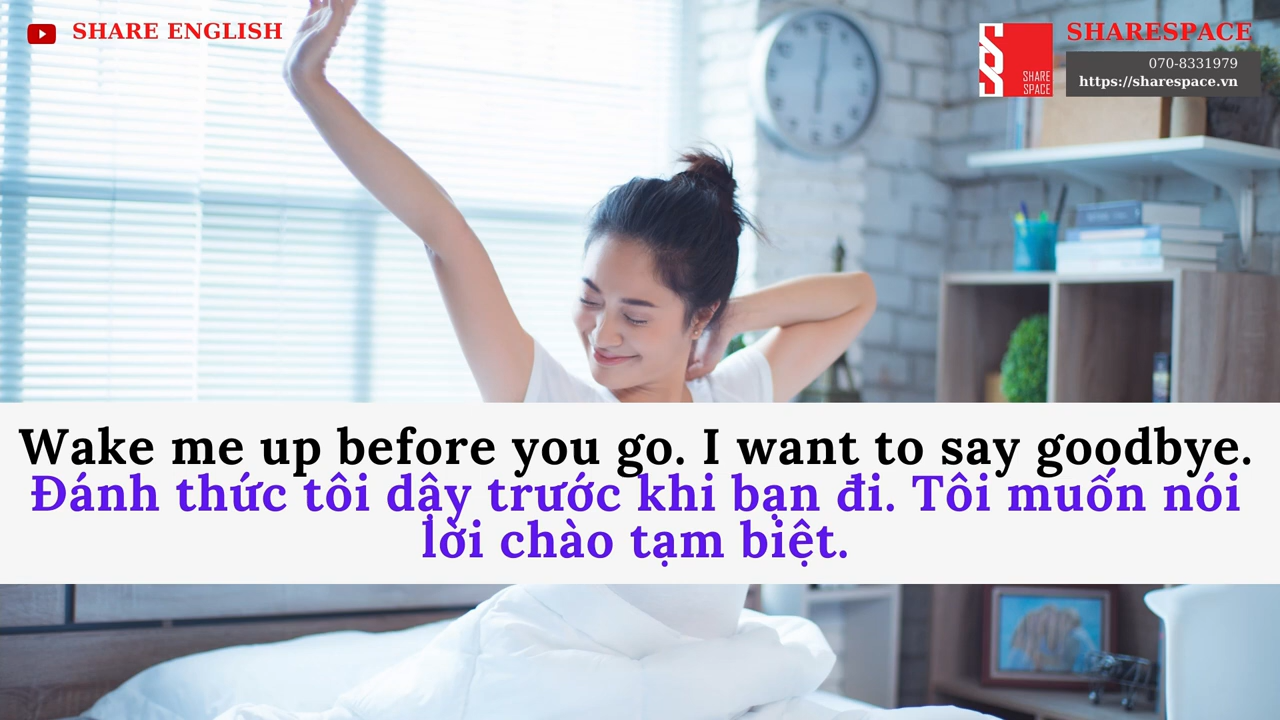 SHARE ENGLISH
SHARESPACE
070-8331979
https://sharespace.vn
SHARE
SPACE
Wake me up before you go. I want to say goodbye.
Đánh thức tôi dậy trước khi bạn đi. Tôi muốn nói
lời chào tạm biệt.